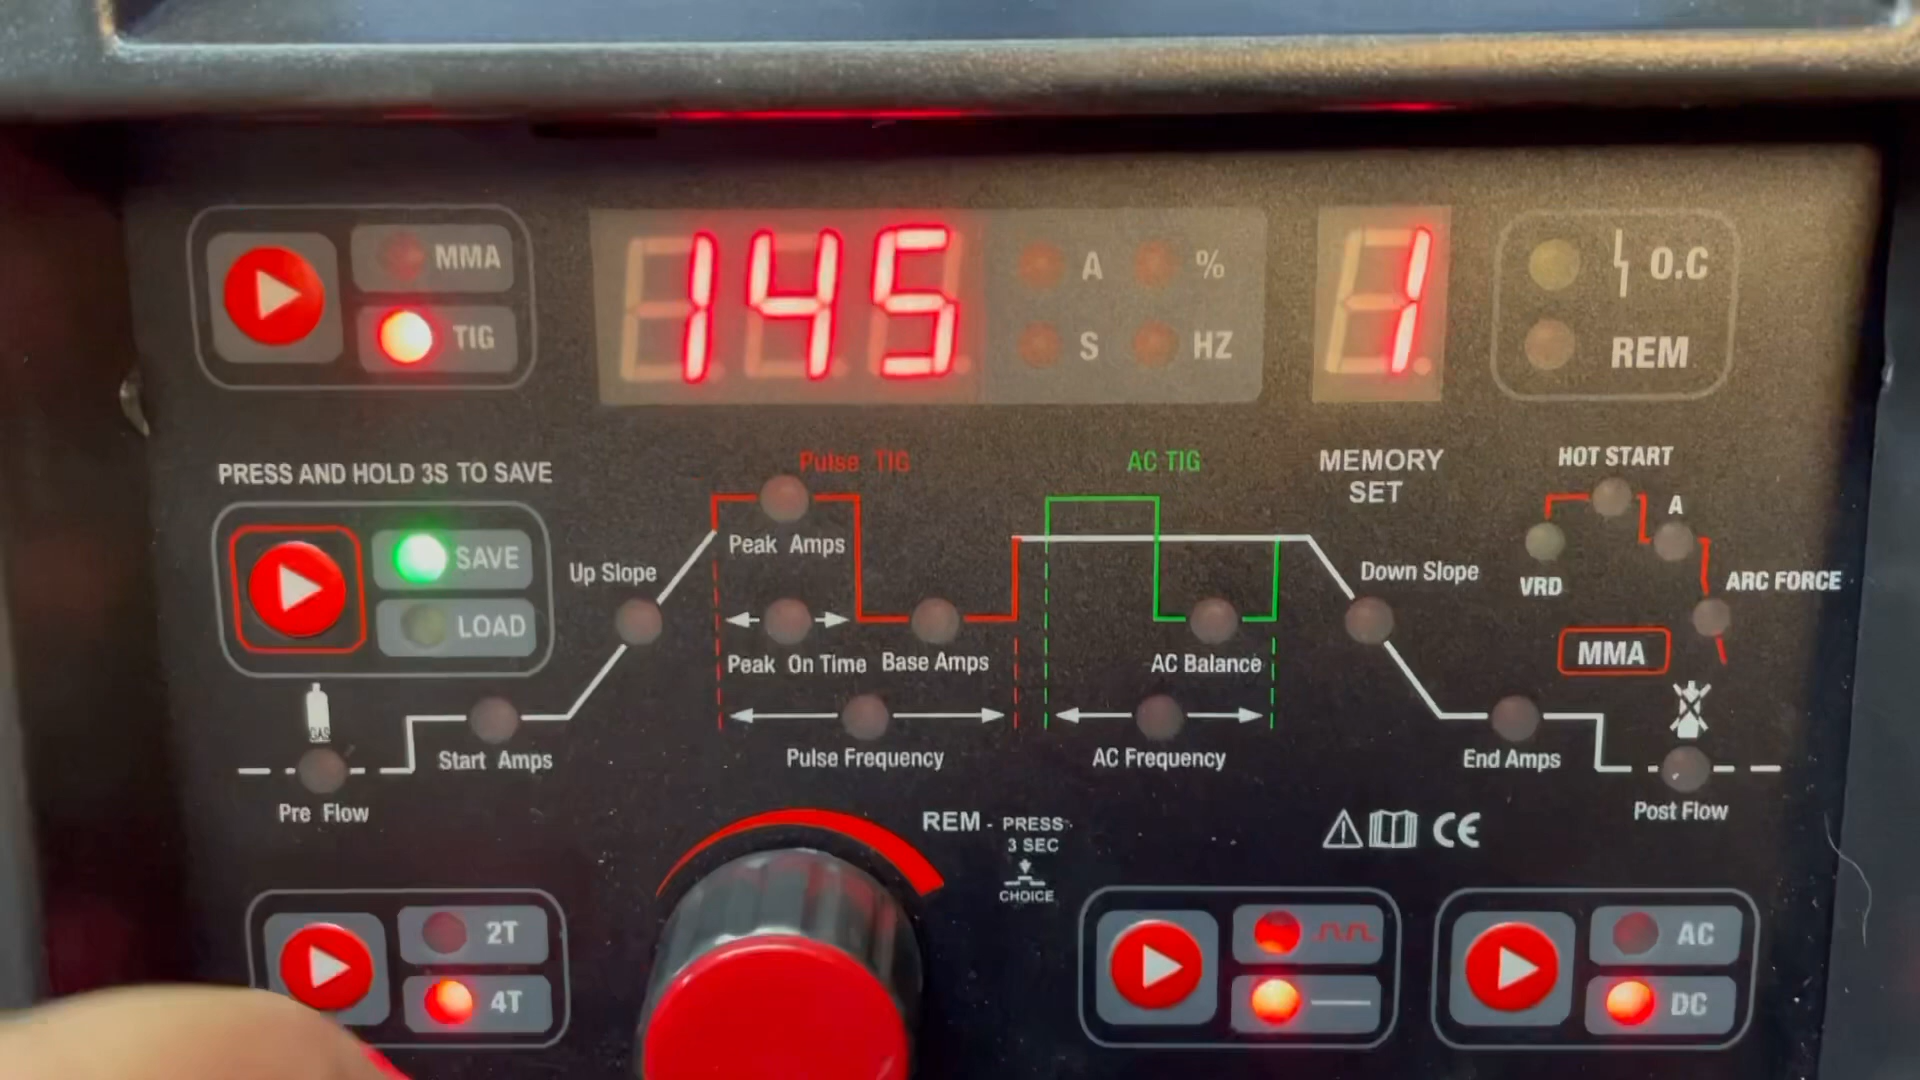 MMA
TIG
145
A
%
S
HZ
1
O.C
REM
PRESS AND HOLD 3S TO SAVE
SAVE
LOAD
Pulse TIG
AC TIG
MEMORY
SET
HOT START
A
VRD
ARC FORCE
MMA
Up Slope
Peak Amps
Down Slope
Peak On Time
Base Amps
AC Balance
GAS
Start Amps
Pulse Frequency
AC Frequency
End Amps
Pre Flow
Post Flow
REM - PRESS
3 SEC
CHOICE
CE
2T
4T
AC
DC